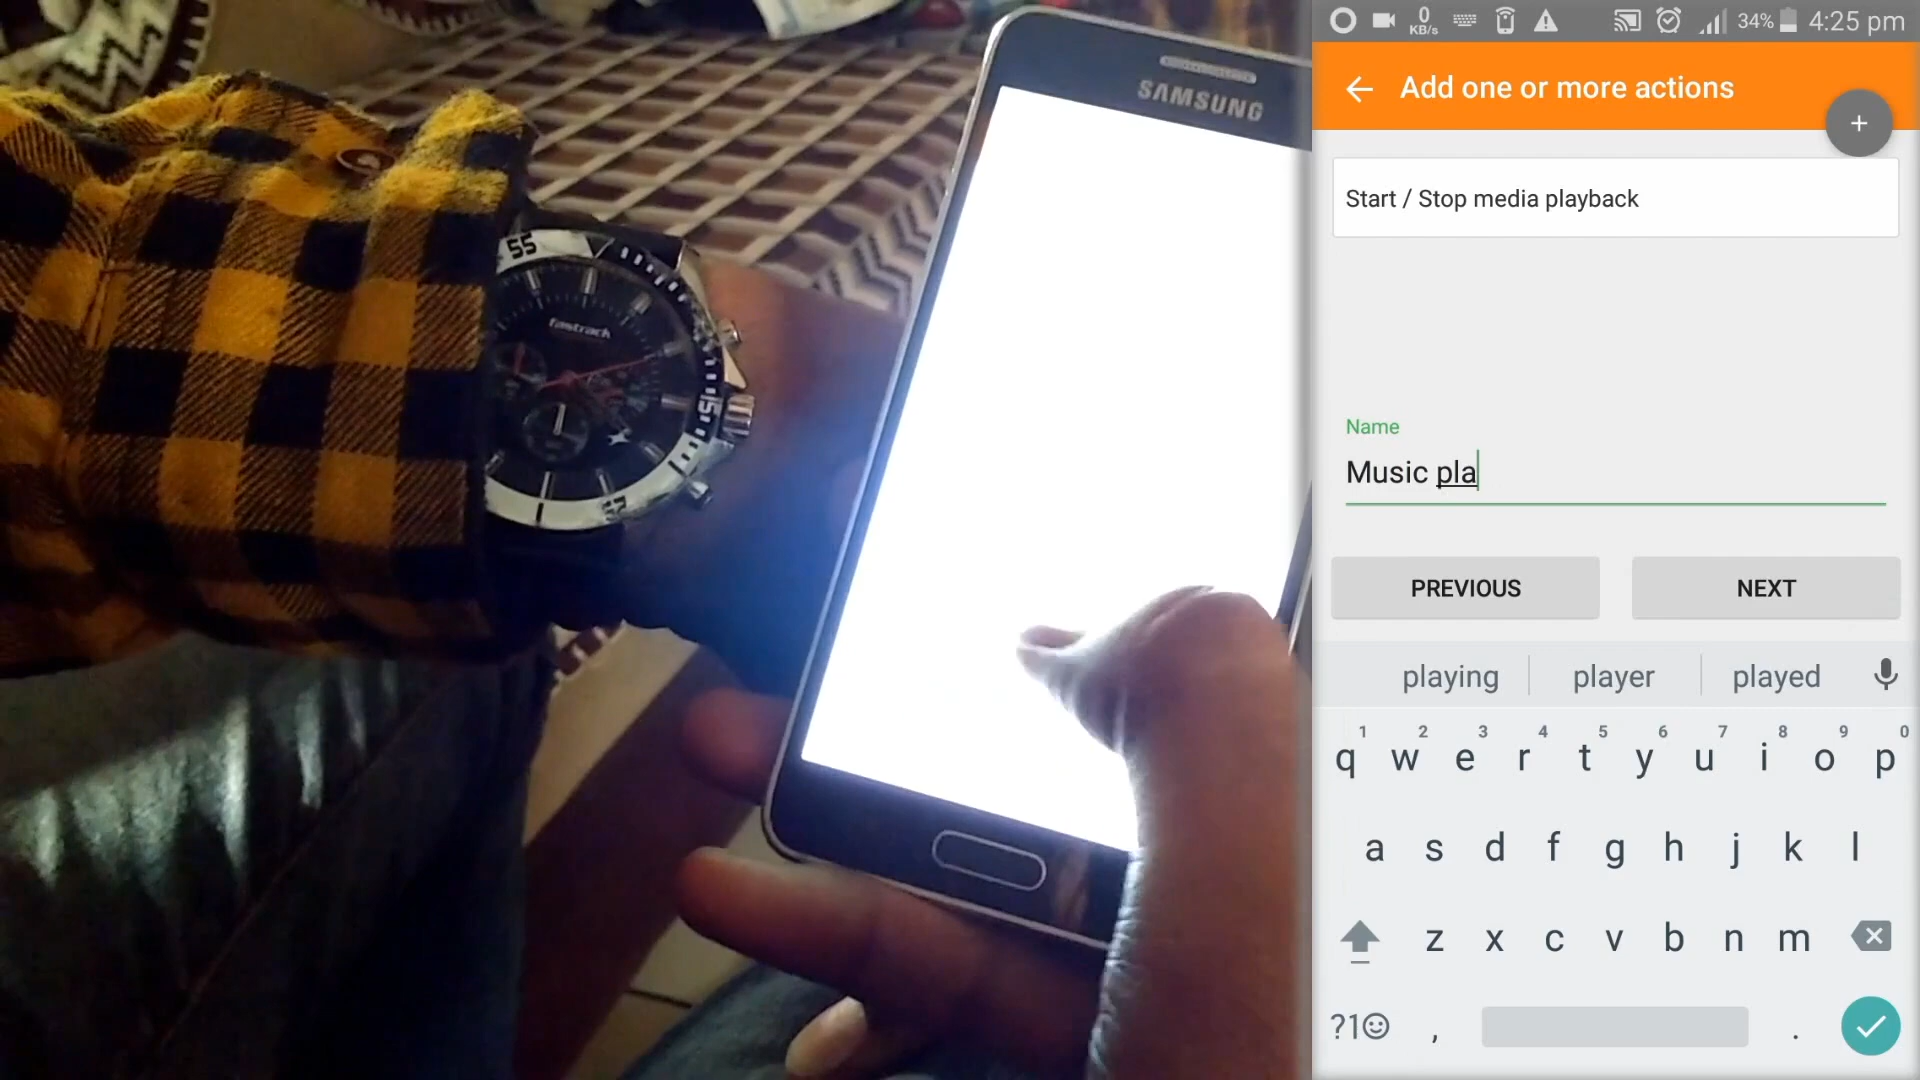 SAMSUNG
55
fastrack
15
0
KB/s
34%
4:25 pm
Add one or more actions
+
Start / Stop media playback
Name
Music pla
PREVIOUS
NEXT
playing
player
played
1 2 3 4 5 6 7 8 9 0
q w e r t y u i o p
a s d f g h j k l
z x c v b n m
?1☺ , .